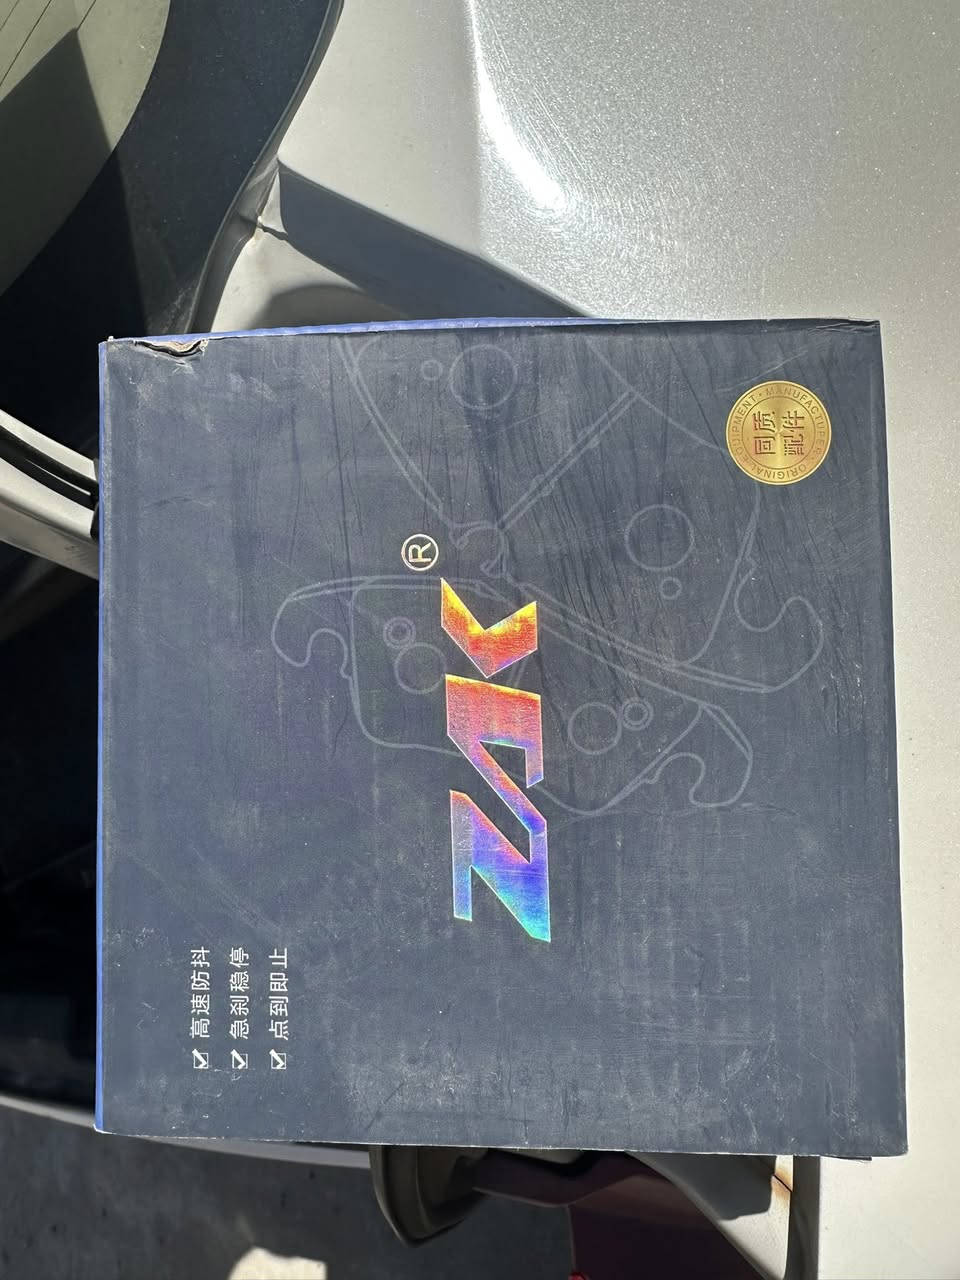 高速防抖
急刹稳停
点到即止
ZAK®
ORIGINAL EQUIPMENT • MANUFACTURER •
同质
配件